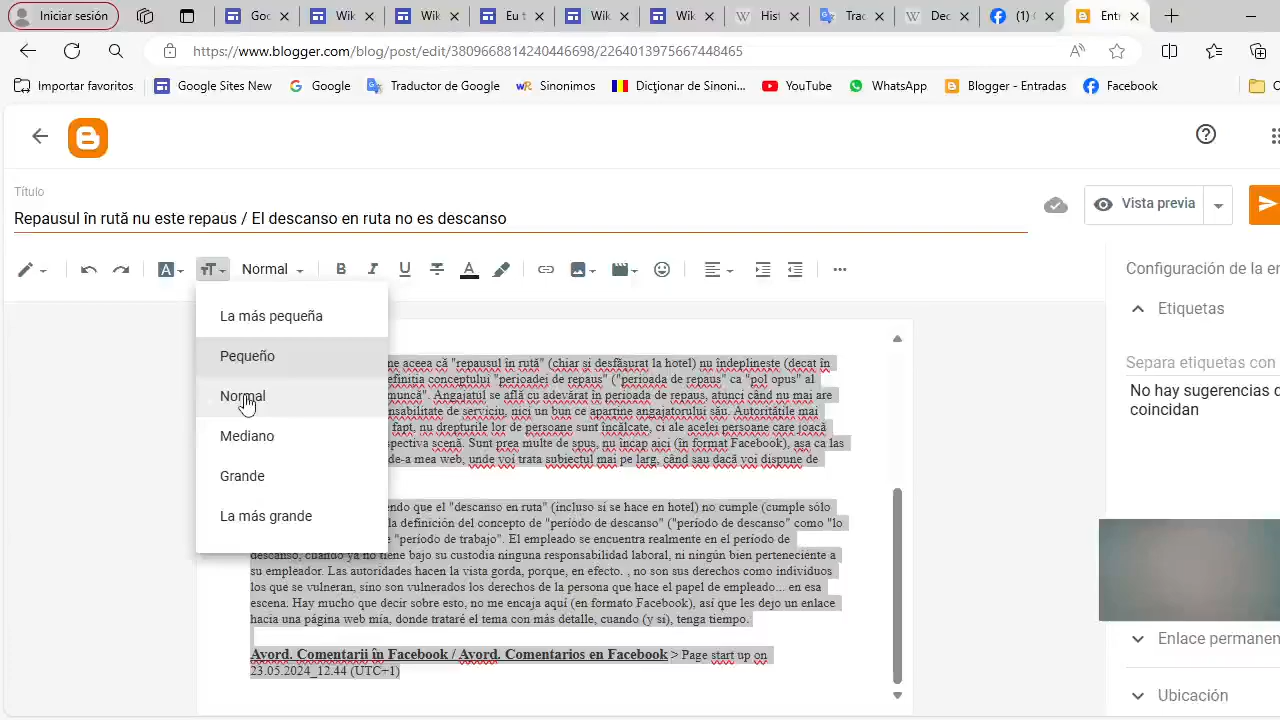 Iniciar sesión
Goo
Wik
Wik
Eu t
Wik
Wik
Hist
Trac
Dec
(1) 
Entr
https://www.blogger.com/blog/post/edit/3809668814240446698/2264013975667448465
Importar favoritos
Google Sites New
Google
Traductor de Google
Sinonimos
Dicţionar de Sinoni...
YouTube
WhatsApp
Blogger - Entradas
Facebook
Título
Repausul în rută nu este repaus / El descanso en ruta no es descanso
Vista previa
Normal
Configuración de la en
Etiquetas
Separa etiquetas con
No hay sugerencias
coincidan
La más pequeña
Pequeño
Normal
Mediano
Grande
La más grande
ne aceea că "repausul în rută" (chiar și desfășurat la hotel) nu îndeplinește (decat în
efiniția conceptului "perioadei de repaus" ("perioada de repaus" ca "pol opus" al
muncă". Angajatul se află cu adevărat în perioada de repaus, atunci când nu mai are
nsabilitate de serviciu, nici un bun ce aparține angajatorului său. Autoritățile mai
fapt, nu drepturile lor de persoane sunt încălcate, ci ale acelei persoane care joacă
spectiva scenă. Sunt prea multe de spus, nu încap aici (în format Facebook), așa ca las
de-a mea web, unde voi trata subiectul mai pe larg, când sau dacă voi dispune de
endo que el "descanso en ruta" (incluso sí se hace en hotel) no cumple (cumple sólo
la definición del concepto de "período de descanso" ("período de descanso" como "lo
e "período de trabajo". El empleado se encuentra realmente en el período de
descanso, cuando ya no tiene bajo su custodia ninguna responsabilidad laboral, ni ningún bien perteneciente a
su empleador. Las autoridades hacen la vista gorda, porque, en efecto. , no son sus derechos como individuos
los que se vulneran, sino son vulnerados los derechos de la persona que hace el papel de empleado... en esa
escena. Hay mucho que decir sobre esto, no me encaja aquí (en formato Facebook), así que les dejo un enlace
hacia una página web mía, donde trataré el tema con más detalle, cuando (y sí), tenga tiempo.
Avord. Comentarii în Facebook / Avord. Comentarios en Facebook > Page start up on
23.05.2024_12.44 (UTC+1)
Enlace permanen
Ubicación